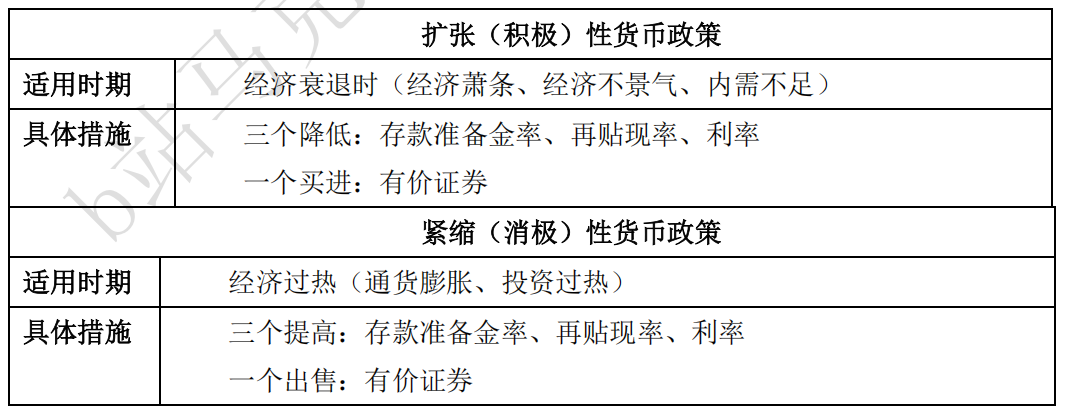 扩张（积极）性货币政策
适用时期 经济衰退时（经济萧条、经济不景气、内需不足）
具体措施 三个降低：存款准备金率、再贴现率、利率
一个买进：有价证券
紧缩（消极）性货币政策
适用时期 经济过热（通货膨胀、投资过热）
具体措施 三个提高：存款准备金率、再贴现率、利率
一个出售：有价证券
b站马克